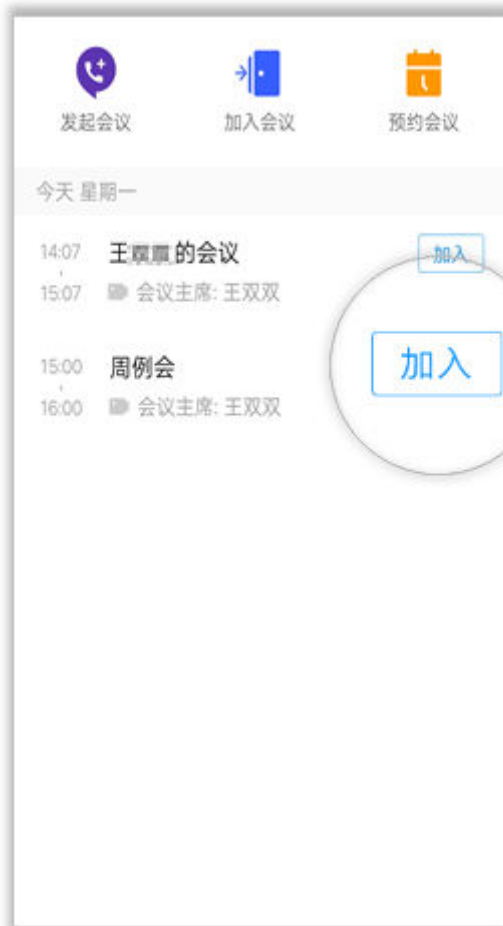 发起会议 加入会议 预约会议
今天 星期一
14:07 王 的会议 加入
15:07 会议主席: 王双双
加入
15:00 周例会
16:00 会议主席: 王双双